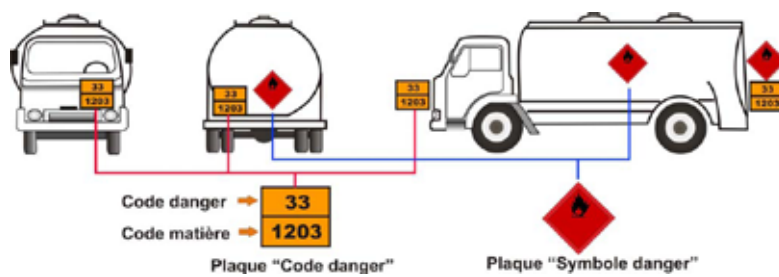 33
1203
33
1203
33
1203
33
1203
Code danger
33
Code matière
1203
Plaque "Code danger"
Plaque "Symbole danger"